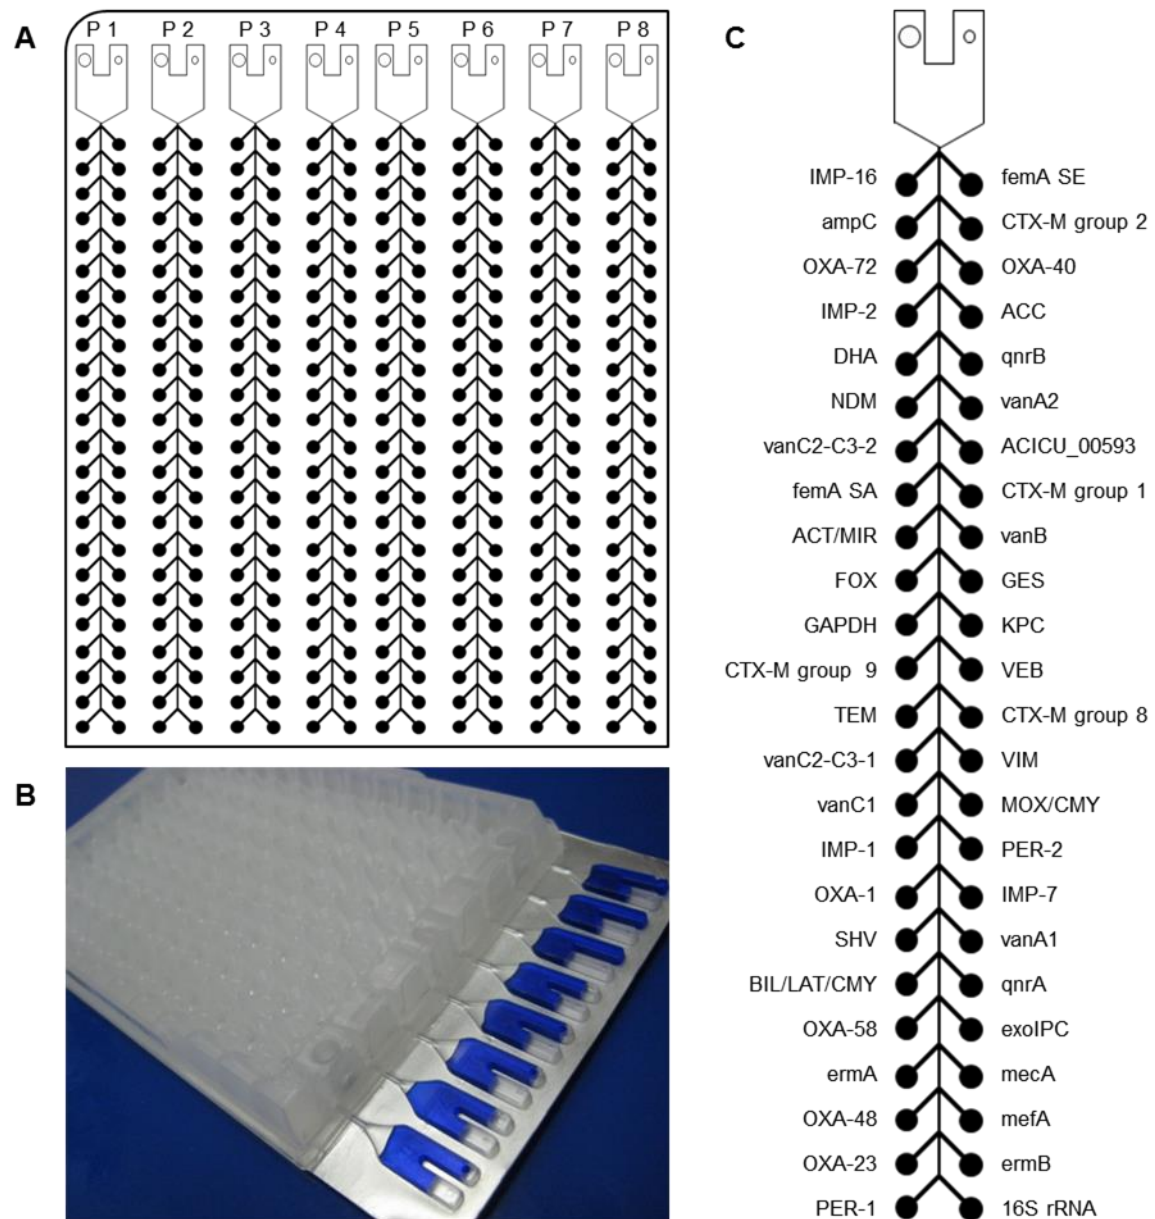 A
P 1 P 2 P 3 P 4 P 5 P 6 P 7 P 8
B
C
IMP-16 femA SE
ampC CTX-M group 2
OXA-72 OXA-40
IMP-2 ACC
DHA qnrB
NDM vanA2
vanC2-C3-2 ACICU_00593
femA SA CTX-M group 1
ACT/MIR vanB
FOX GES
GAPDH KPC
CTX-M group 9 VEB
TEM CTX-M group 8
vanC2-C3-1 VIM
vanC1 MOX/CMY
IMP-1 PER-2
OXA-1 IMP-7
SHV vanA1
BIL/LAT/CMY qnrA
OXA-58 exoIPC
ermA mecA
OXA-48 mefA
OXA-23 ermB
PER-1 16S rRNA